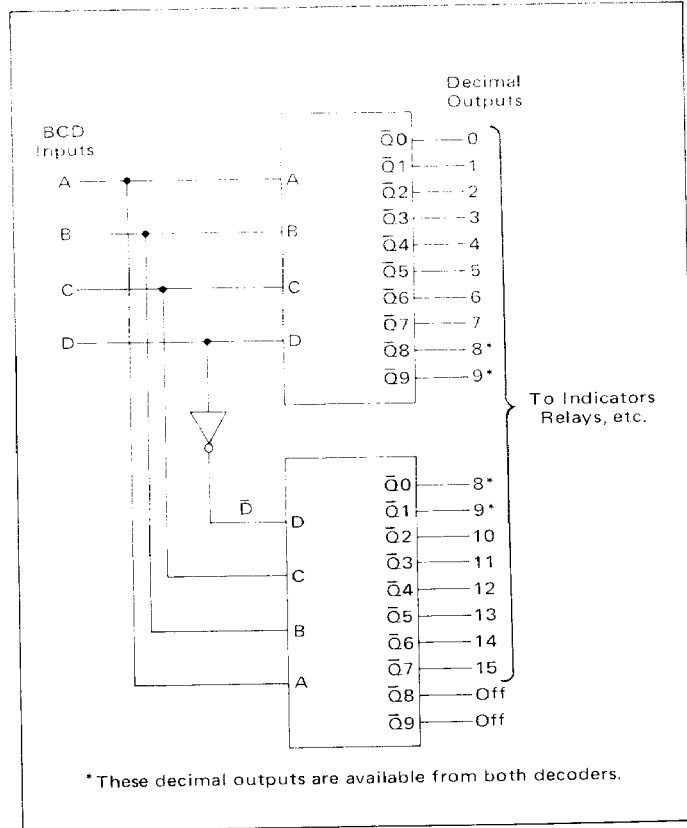 Decimal
Outputs
BCD
Inputs
A A
B B
C C
D D
Q̅0 0
Q̅1 1
Q̅2 2
Q̅3 3
Q̅4 4
Q̅5 5
Q̅6 6
Q̅7 7
Q̅8 8*
Q̅9 9*
To Indicators
Relays, etc.
D̅ D
C
B
A
Q̅0 8*
Q̅1 9*
Q̅2 10
Q̅3 11
Q̅4 12
Q̅5 13
Q̅6 14
Q̅7 15
Q̅8 Off
Q̅9 Off
*These decimal outputs are available from both decoders.